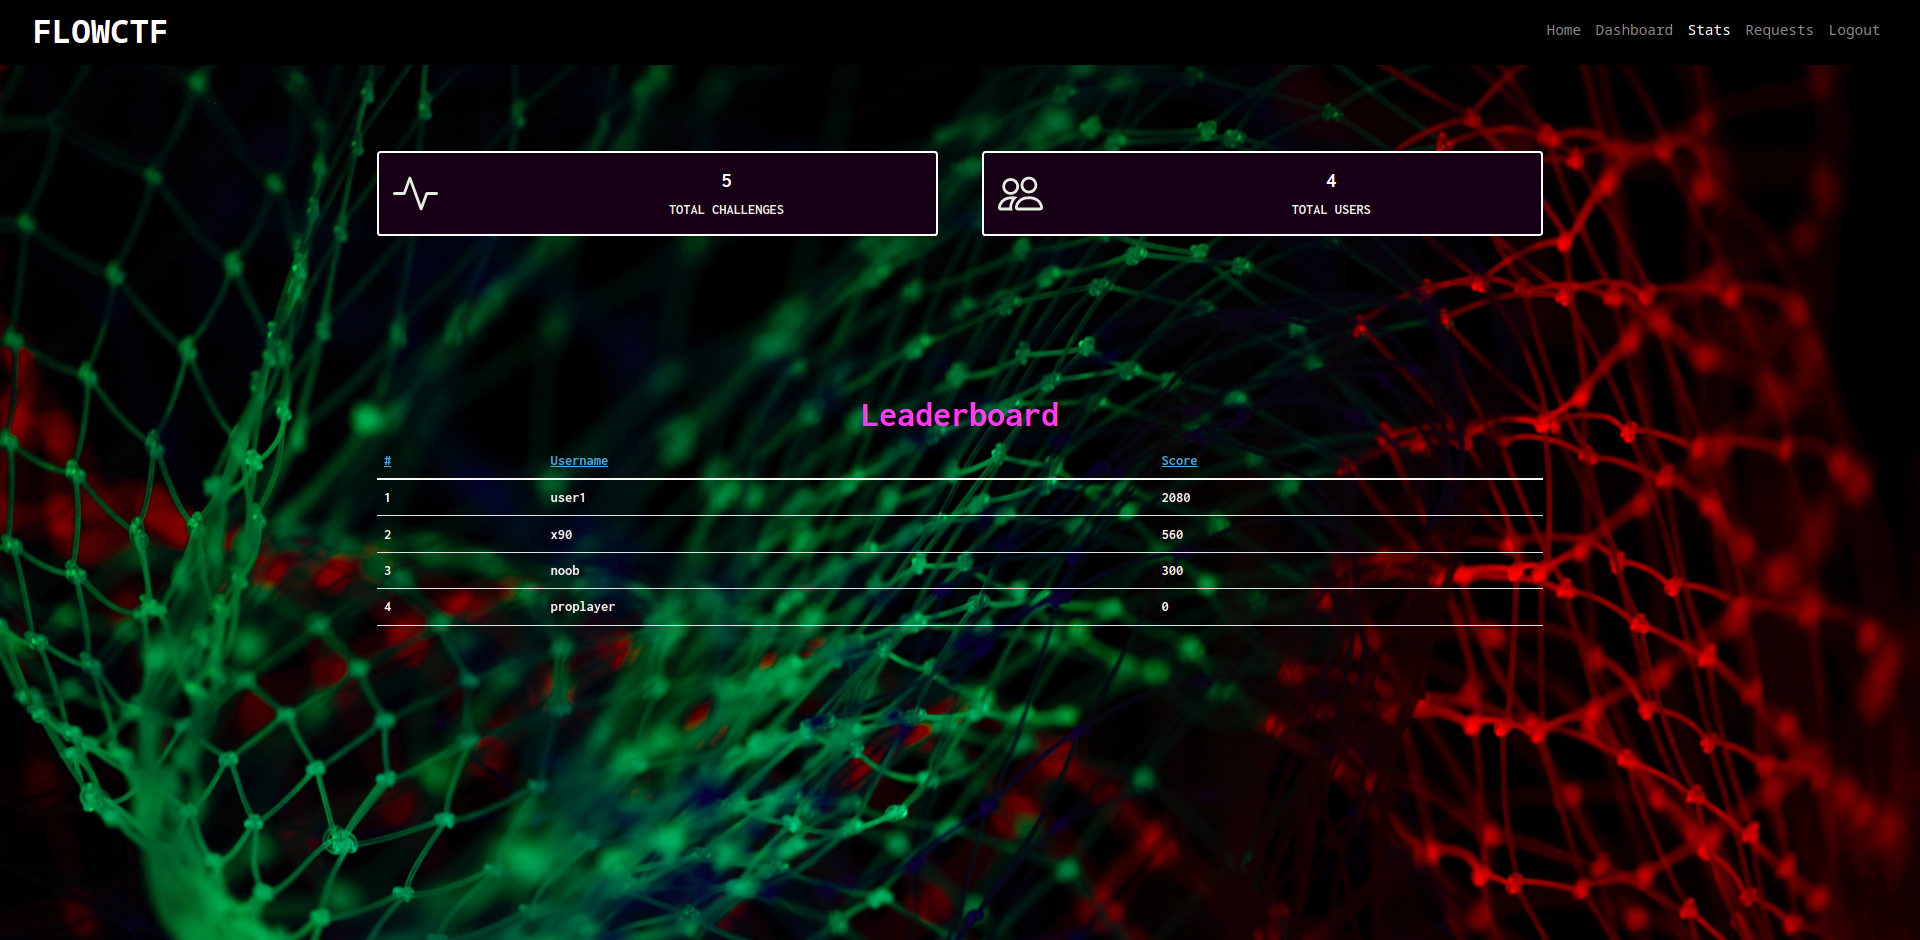 FLOWCTF
Home Dashboard Stats Requests Logout
5
TOTAL CHALLENGES
4
TOTAL USERS
Leaderboard
# Username Score
1 user1 2080
2 x90 560
3 noob 300
4 proplayer 0